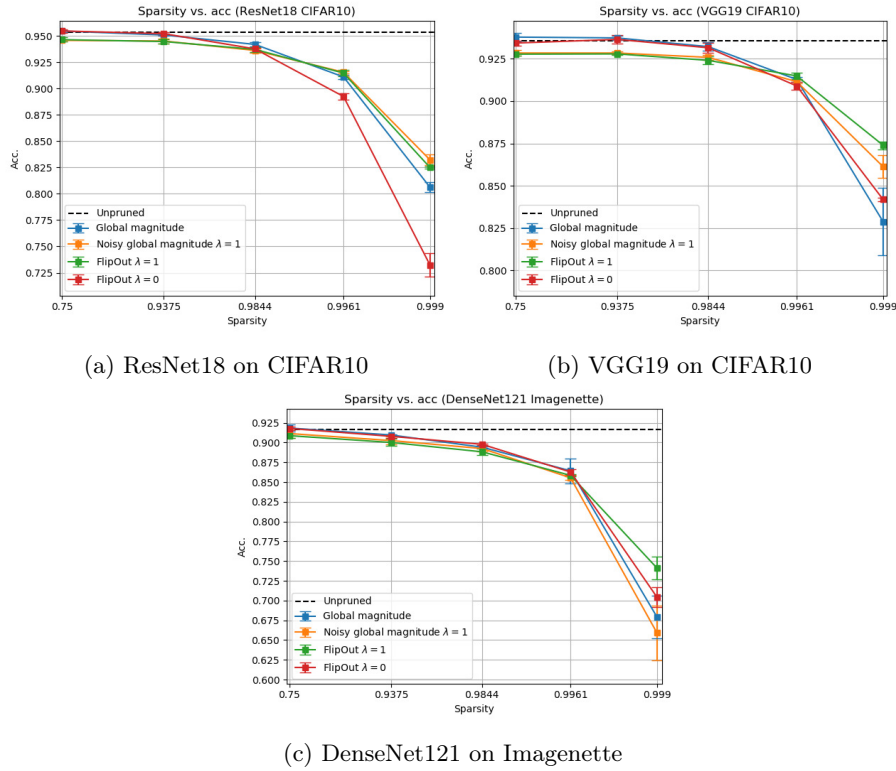 Sparsity vs. acc (ResNet18 CIFAR10)
0.950
0.925
0.900
0.875
0.850
0.825
0.800
0.775
0.750
0.725
Acc.
Unpruned
Global magnitude
Noisy global magnitude λ = 1
FlipOut λ = 1
FlipOut λ = 0
0.75 0.9375 0.9844 0.9961 0.999
Sparsity
(a) ResNet18 on CIFAR10
Sparsity vs. acc (VGG19 CIFAR10)
0.925
0.900
0.875
0.850
0.825
0.800
Acc.
Unpruned
Global magnitude
Noisy global magnitude λ = 1
FlipOut λ = 1
FlipOut λ = 0
0.75 0.9375 0.9844 0.9961 0.999
Sparsity
(b) VGG19 on CIFAR10
Sparsity vs. acc (DenseNet121 Imagenette)
0.925
0.900
0.875
0.850
0.825
0.800
0.775
0.750
0.725
0.700
0.675
0.650
0.625
0.600
Acc.
Unpruned
Global magnitude
Noisy global magnitude λ = 1
FlipOut λ = 1
FlipOut λ = 0
0.75 0.9375 0.9844 0.9961 0.999
Sparsity
(c) DenseNet121 on Imagenette